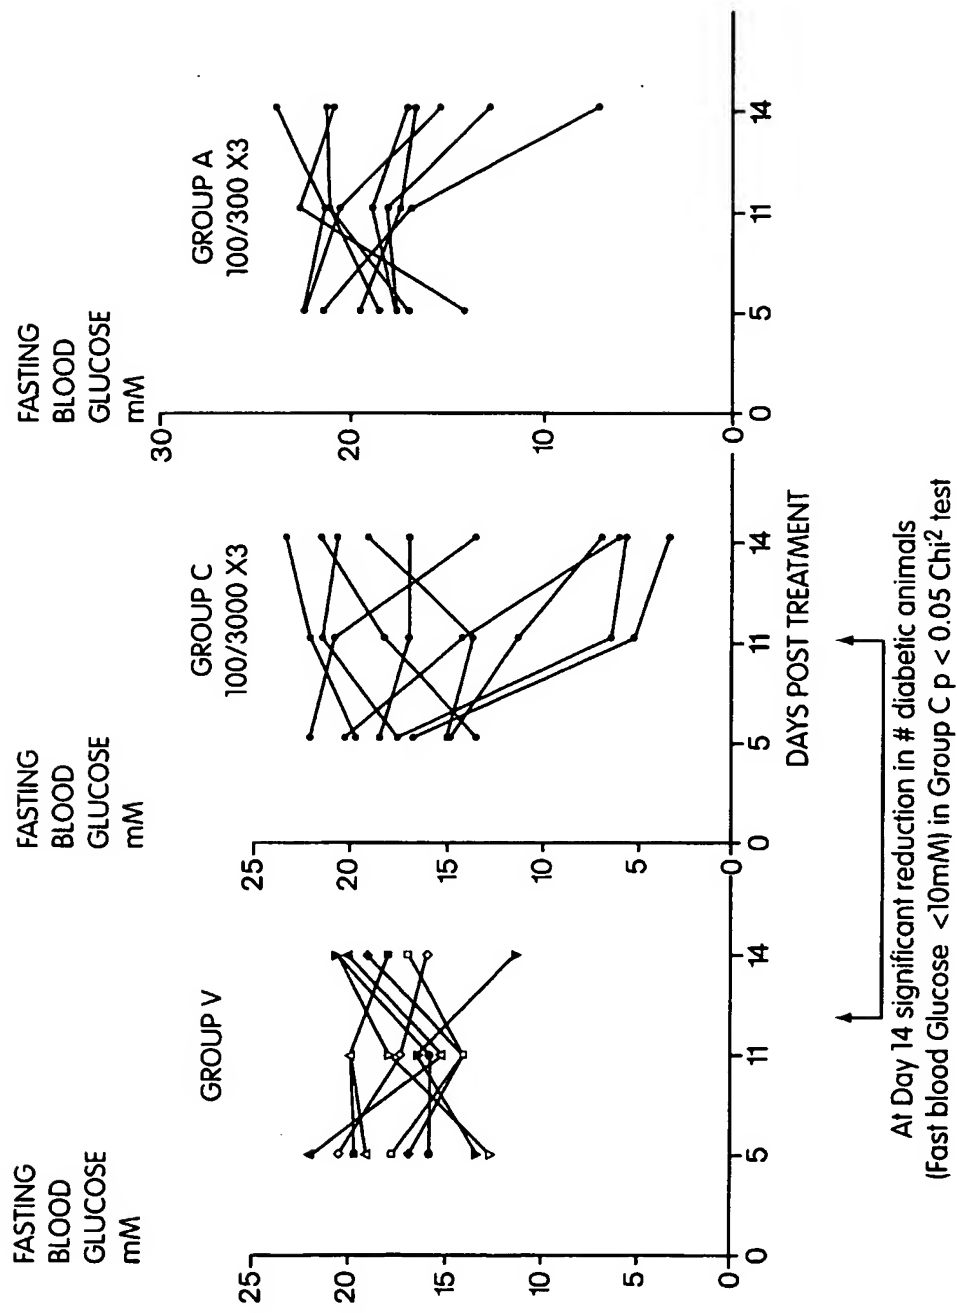 FASTING
BLOOD
GLUCOSE
mM
GROUP V
25
20
15
10
5
0
0
5
11
14
FASTING
BLOOD
GLUCOSE
mM
GROUP C
100/3000 X3
25
20
15
10
5
0
0
5
11
14
DAYS POST TREATMENT
FASTING
BLOOD
GLUCOSE
mM
GROUP A
100/300 X3
30
20
10
0
0
5
11
14
At Day 14 significant reduction in # diabetic animals
(Fast blood Glucose <10mM) in Group C p < 0.05 Chi² test